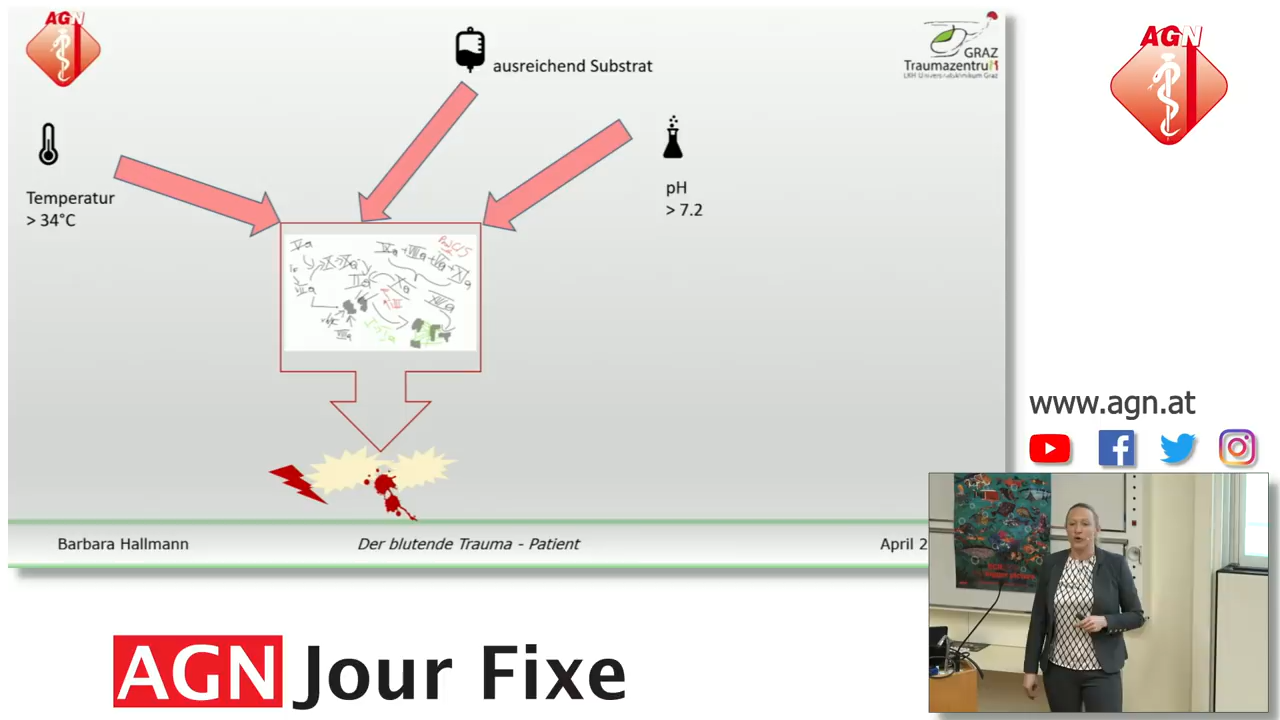 AGN
ausreichend Substrat
GRAZ
Traumazentrum
LKH Universitätsklinikum Graz
AGN
Temperatur
> 34°C
pH
> 7.2
www.agn.at
Barbara Hallmann
Der blutende Trauma - Patient
April 2
AGN Jour Fixe